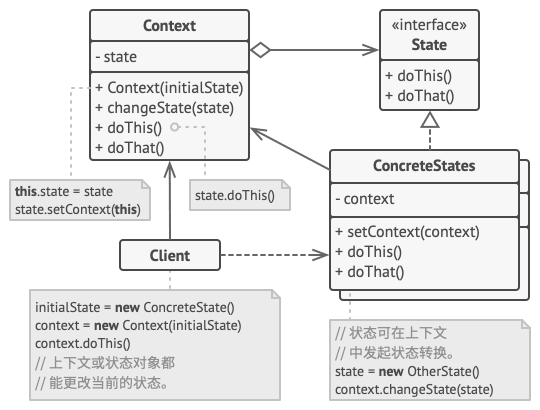 Context
- state
+ Context(initialState)
+ changeState(state)
+ doThis()
+ doThat()
«interface»
State
+ doThis()
+ doThat()
this.state = state
state.setContext(this)
state.doThis()
ConcreteStates
- context
+ setContext(context)
+ doThis()
+ doThat()
Client
initialState = new ConcreteState()
context = new Context(initialState)
context.doThis()
// 上下文或状态对象都
// 能更改当前的状态。
// 状态可在上下文
// 中发起状态转换。
state = new OtherState()
context.changeState(state)